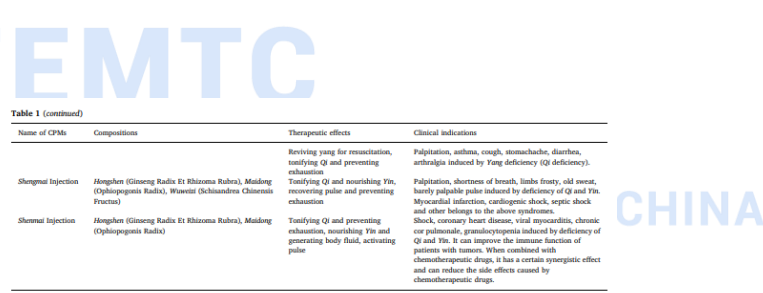 EMTC
Table 1 (continued)
Name of CPMs Compositions Therapeutic effects Clinical indications
Reviving yang for resuscitation, Palpitation, asthma, cough, stomachache, diarrhea,
tonifying Qi and preventing arthralgia induced by Yang deficiency (Qi deficiency).
exhaustion
Shengmai Injection Hongshen (Ginseng Radix Et Rhizoma Rubra), Maidong Tonifying Qi and nourishing Yin, Palpitation, shortness of breath, limbs frosty, old sweat,
(Ophiopogonis Radix), Wuweizi (Schisandrea Chinensis recovering pulse and preventing barely palpable pulse induced by deficiency of Qi and Yin.
Fructus) exhaustion Myocardial infarction, cardiogenic shock, septic shock
and other belongs to the above syndromes.
Shenmai Injection Hongshen (Ginseng Radix Et Rhizoma Rubra), Maidong Tonifying Qi and preventing Shock, coronary heart disease, viral myocarditis, chronic
(Ophiopogonis Radix) exhaustion, nourishing Yin and cor pulmonale, granulocytopenia induced by deficiency of
generating body fluid, activating Qi and Yin. It can improve the immune function of
pulse patients with tumors. When combined with
chemotherapeutic drugs, it has a certain synergistic effect
and can reduce the side effects caused by
chemotherapeutic drugs.
CHINA